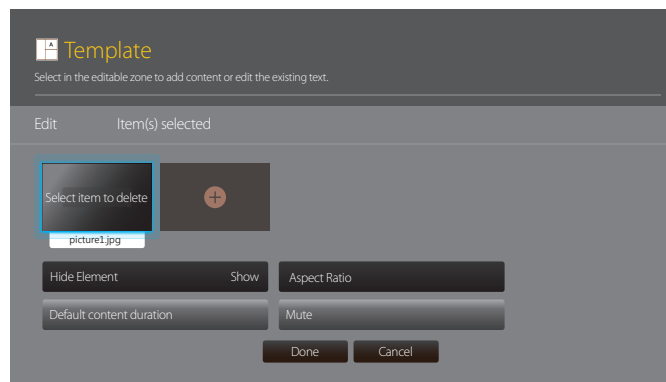 Template
Select in the editable zone to add content or edit the existing text.
Edit Item(s) selected
Select item to delete
picture1.jpg
Hide Element Show Aspect Ratio
Default content duration Mute
Done Cancel